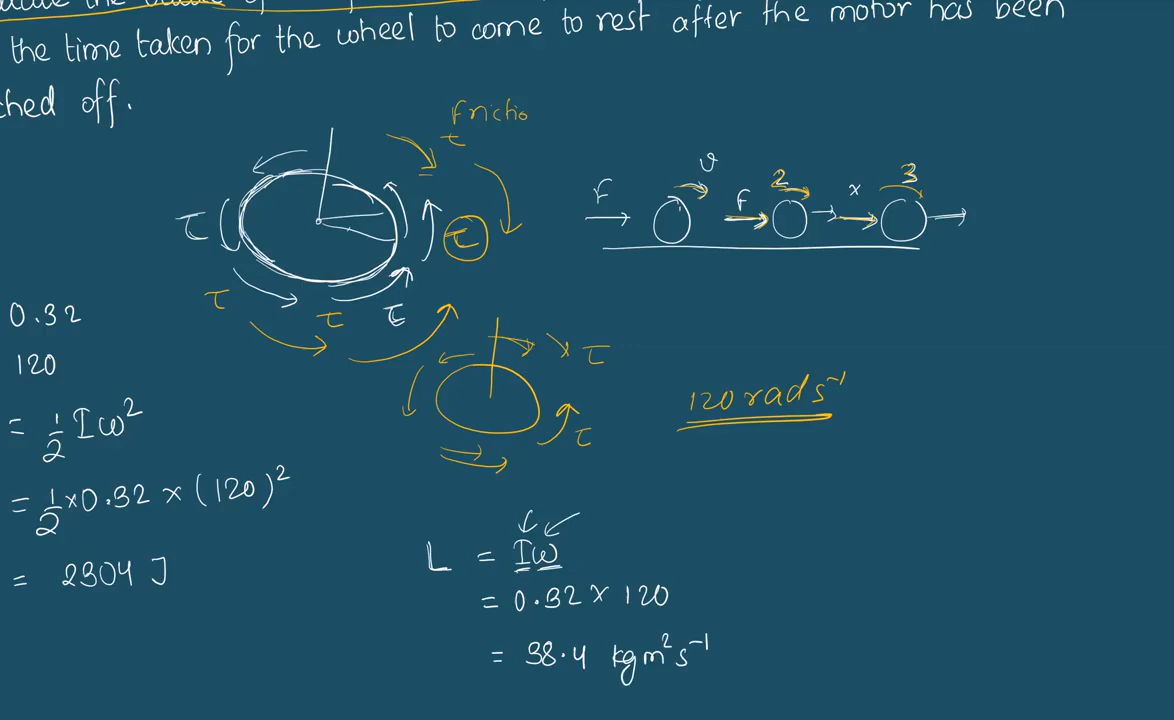 the time taken for the wheel to come to rest after the motor has been
ched off.
Frictio
τ
τ
τ
τ
τ
τ
F
v
F
2
x
3
0.32
120
= 1/2 Iω²
= 1/2 × 0.32 × (120)²
= 2304 J
τ
τ
120 rad s⁻¹
L = Iω
= 0.32 × 120
= 38.4 kg m² s⁻¹